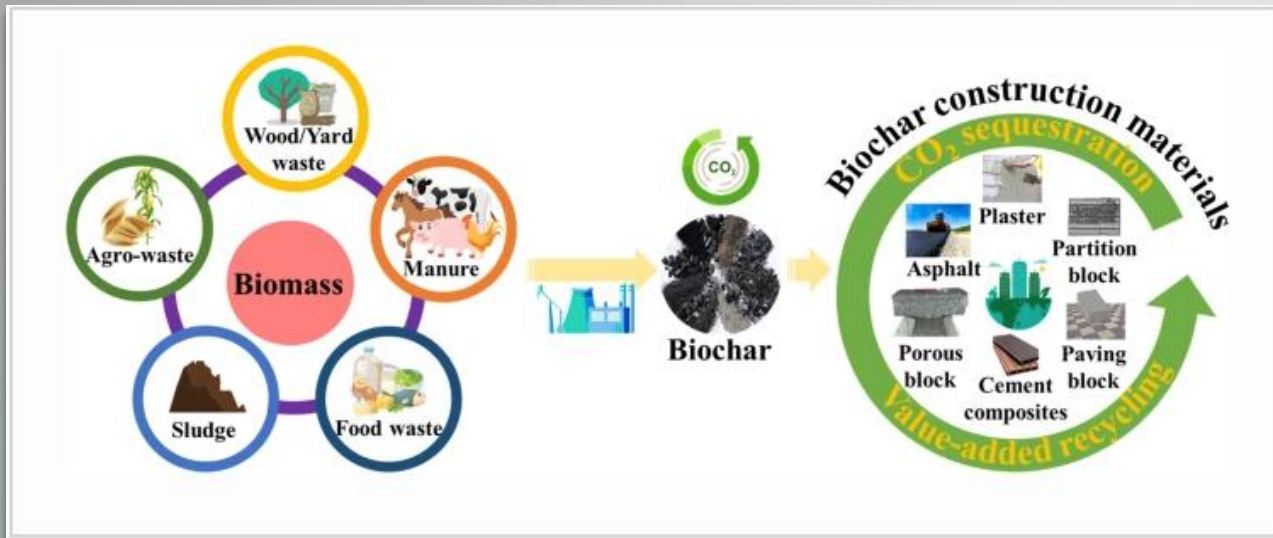 Wood/Yard
waste
Agro-waste
Manure
Biomass
Sludge
Food waste
CO₂
Biochar
Biochar construction materials
CO₂ sequestration
Plaster
Partition
block
Asphalt
Porous
block
Paving
block
Cement
composites
Value-added recycling